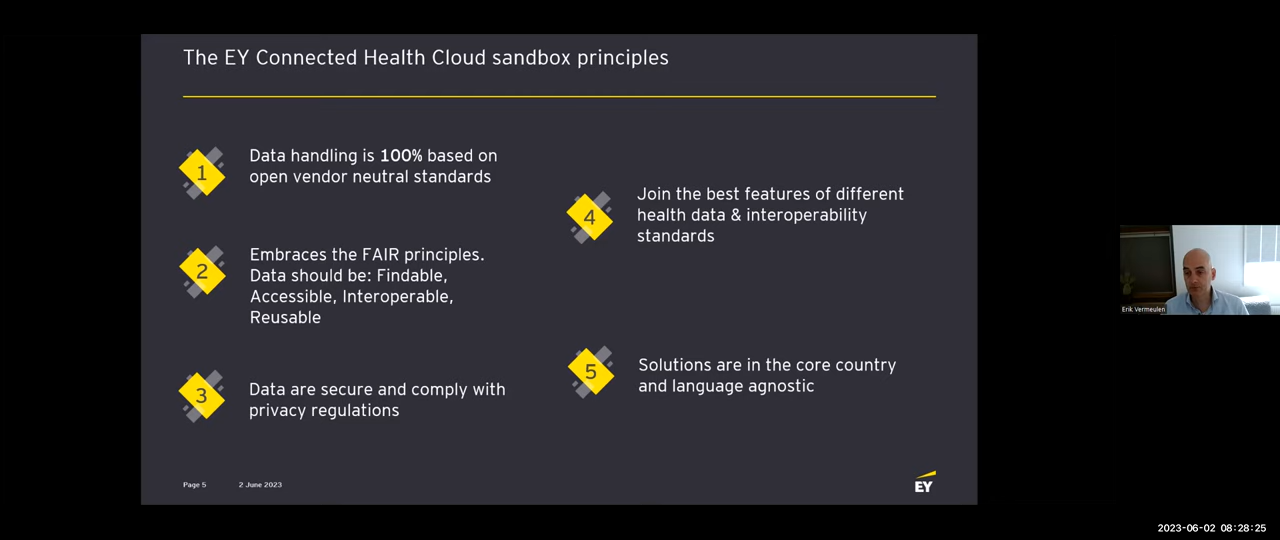 The EY Connected Health Cloud sandbox principles
1
Data handling is 100% based on
open vendor neutral standards
2
Embraces the FAIR principles.
Data should be: Findable,
Accessible, Interoperable,
Reusable
3
Data are secure and comply with
privacy regulations
4
Join the best features of different
health data & interoperability
standards
5
Solutions are in the core country
and language agnostic
Page 5 2 June 2023
EY
Erik Vermeulen
2023-06-02 08:28:25